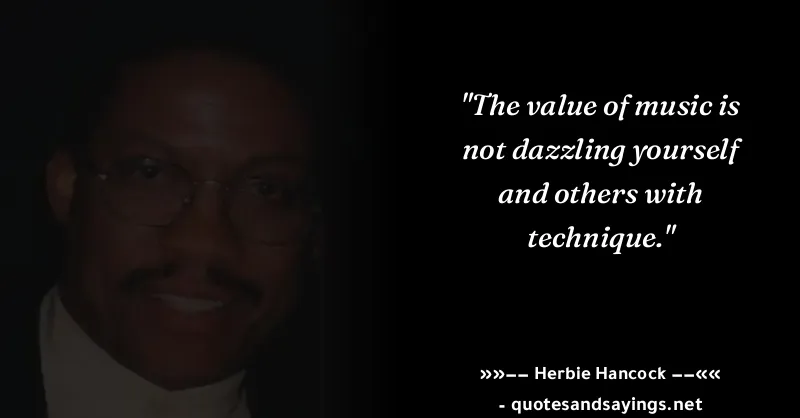 "The value of music is
not dazzling yourself
and others with
technique."
»»−− Herbie Hancock −−««
- quotesandsayings.net